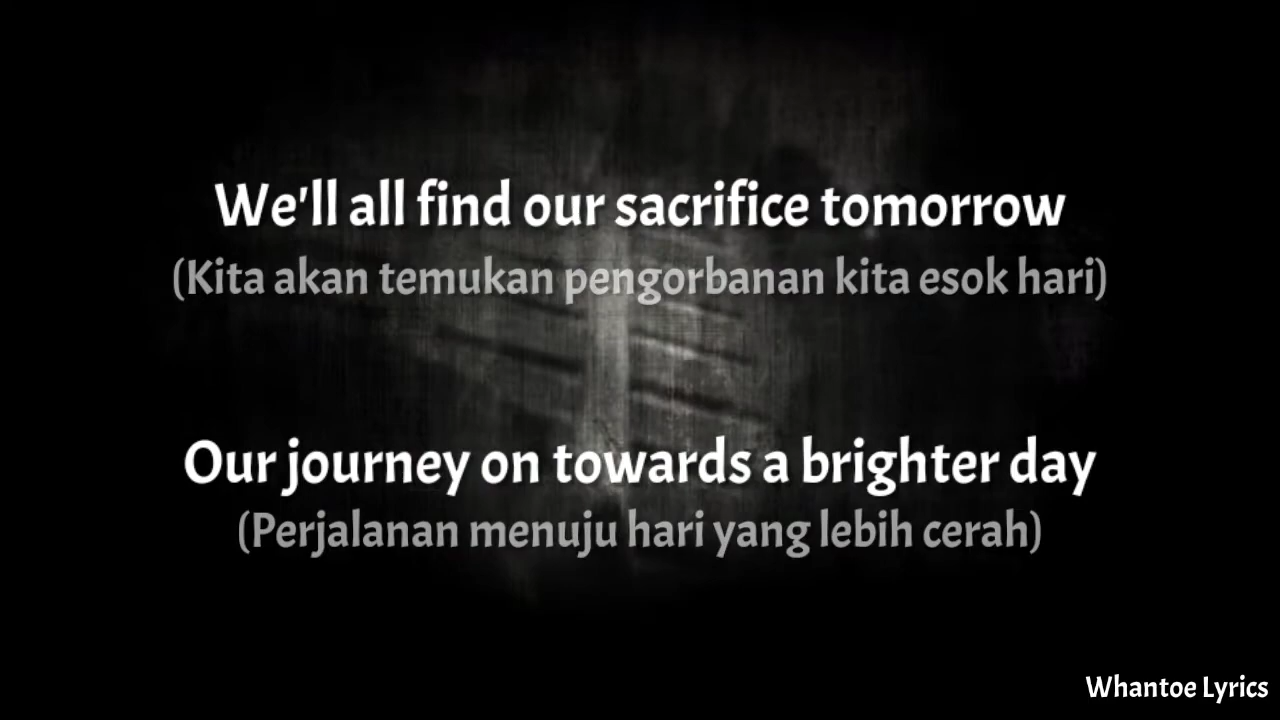 We'll all find our sacrifice tomorrow
(Kita akan temukan pengorbanan kita esok hari)
Our journey on towards a brighter day
(Perjalanan menuju hari yang lebih cerah)
Whantoe Lyrics